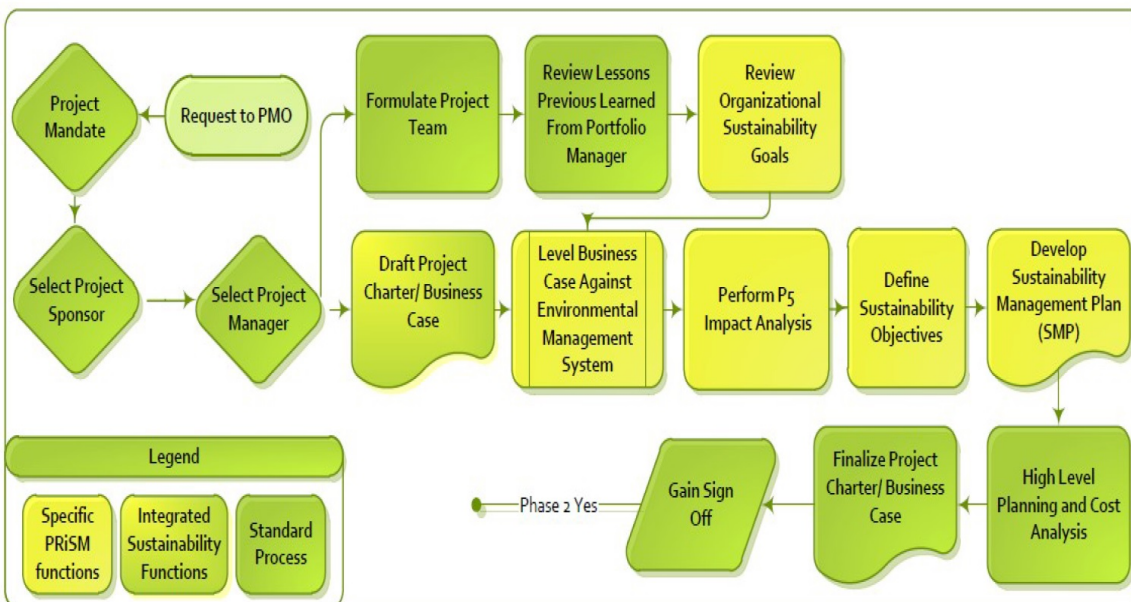 Project
Mandate
Request to PMO
Formulate Project
Team
Review Lessons
Previous Learned
From Portfolio
Manager
Review
Organizational
Sustainability
Goals
Select Project
Sponsor
Select Project
Manager
Draft Project
Charter/ Business
Case
Level Business
Case Against
Environmental
Management
System
Perform P5
Impact Analysis
Define
Sustainability
Objectives
Develop
Sustainability
Management Plan
(SMP)
High Level
Planning and Cost
Analysis
Finalize Project
Charter/ Business
Case
Gain Sign
Off
Phase 2 Yes
Legend
Specific
PRiSM
functions
Integrated
Sustainability
Functions
Standard
Process